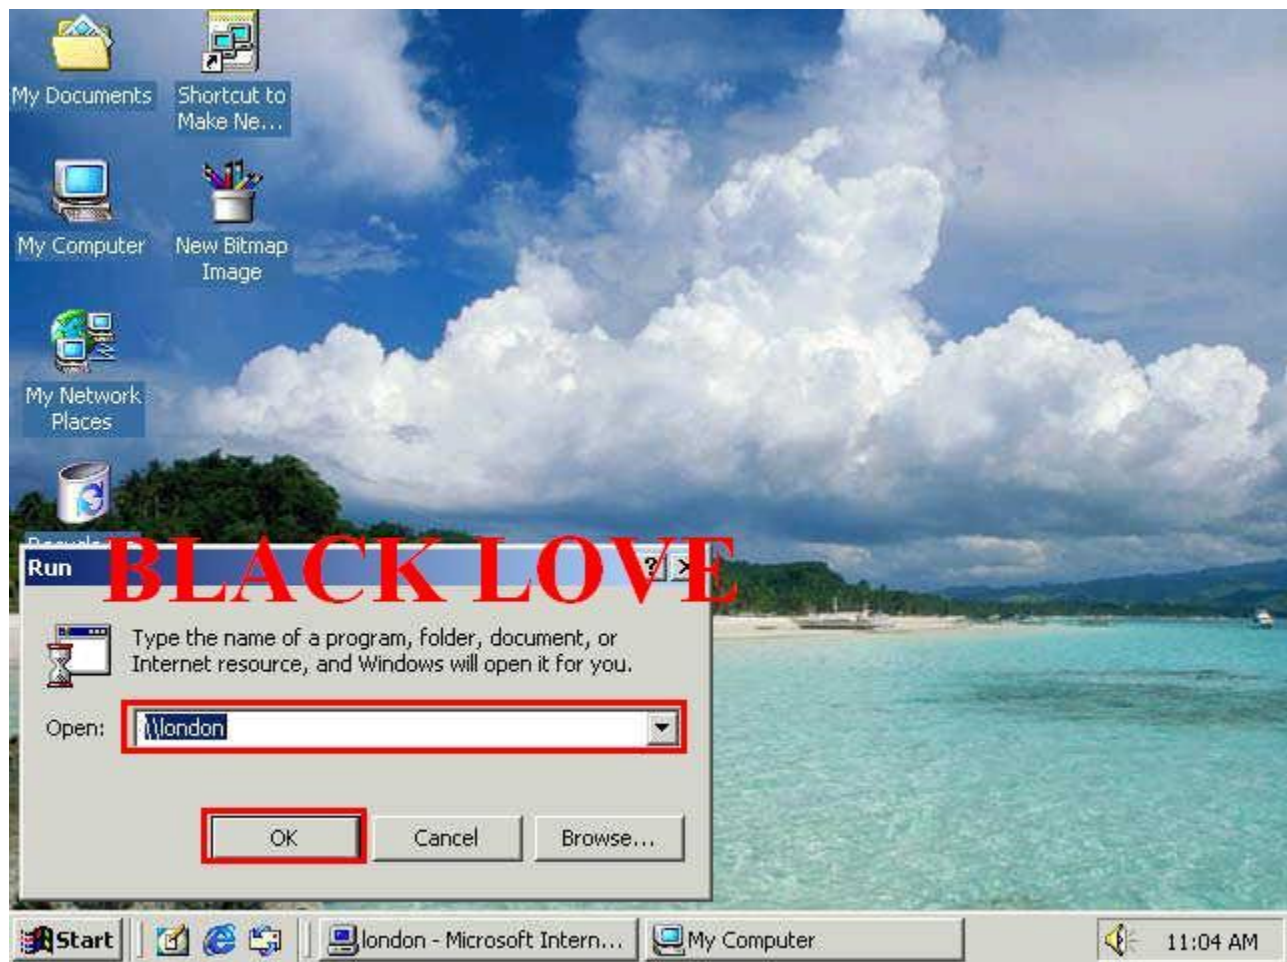 My Documents
Shortcut to
Make Ne...
My Computer
New Bitmap
Image
My Network
Places
BLACK LOVE
Run
Type the name of a program, folder, document, or
Internet resource, and Windows will open it for you.
Open:
\\london
OK
Cancel
Browse...
Start
london - Microsoft Intern...
My Computer
11:04 AM